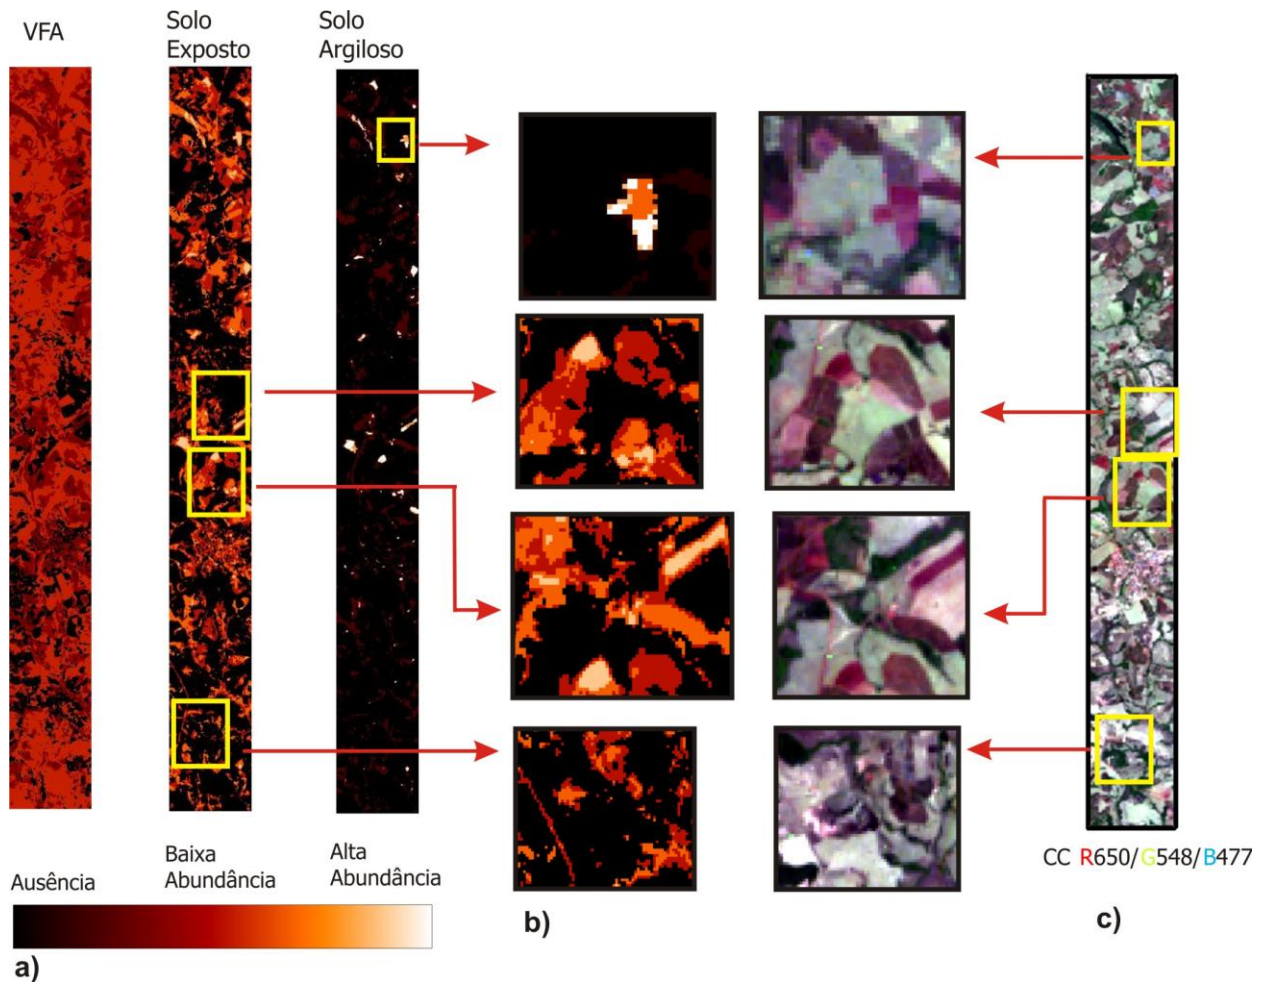 VFA
Solo
Exposto
Solo
Argiloso
Ausência
Baixa
Abundância
Alta
Abundância
a)
b)
CC R650/G548/B477
c)